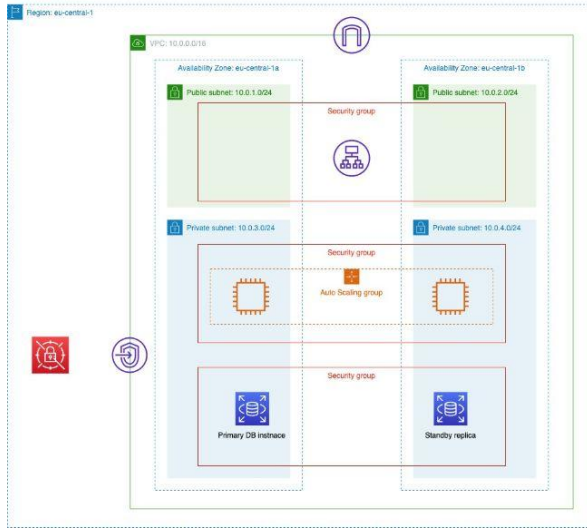 Region: eu-central-1
VPC: 10.0.0.0/16
Availability Zone: eu-central-1a
Availability Zone: eu-central-1b
Public subnet: 10.0.1.0/24
Public subnet: 10.0.2.0/24
Security group
Private subnet: 10.0.3.0/24
Private subnet: 10.0.4.0/24
Security group
Auto Scaling group
Security group
Primary DB instnace
Standby replica